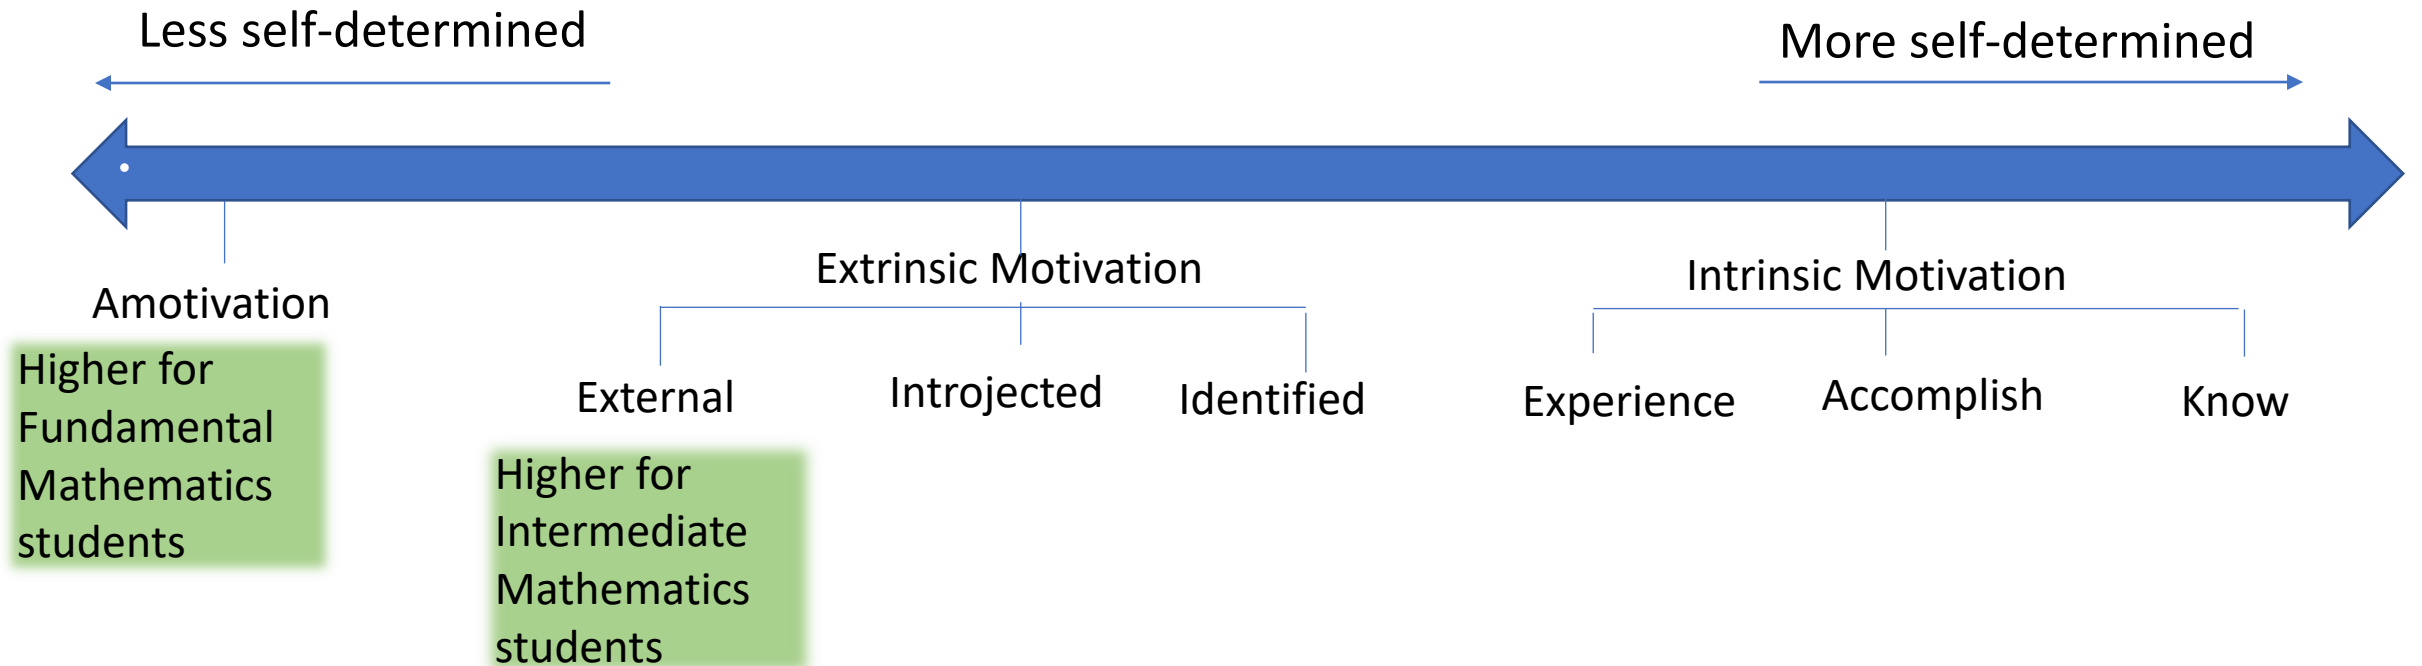 Less self-determined
More self-determined
Extrinsic Motivation
Intrinsic Motivation
Amotivation
Higher for
Fundamental
Mathematics
students
External
Introjected
Identified
Experience
Accomplish
Know
Higher for
Intermediate
Mathematics
students